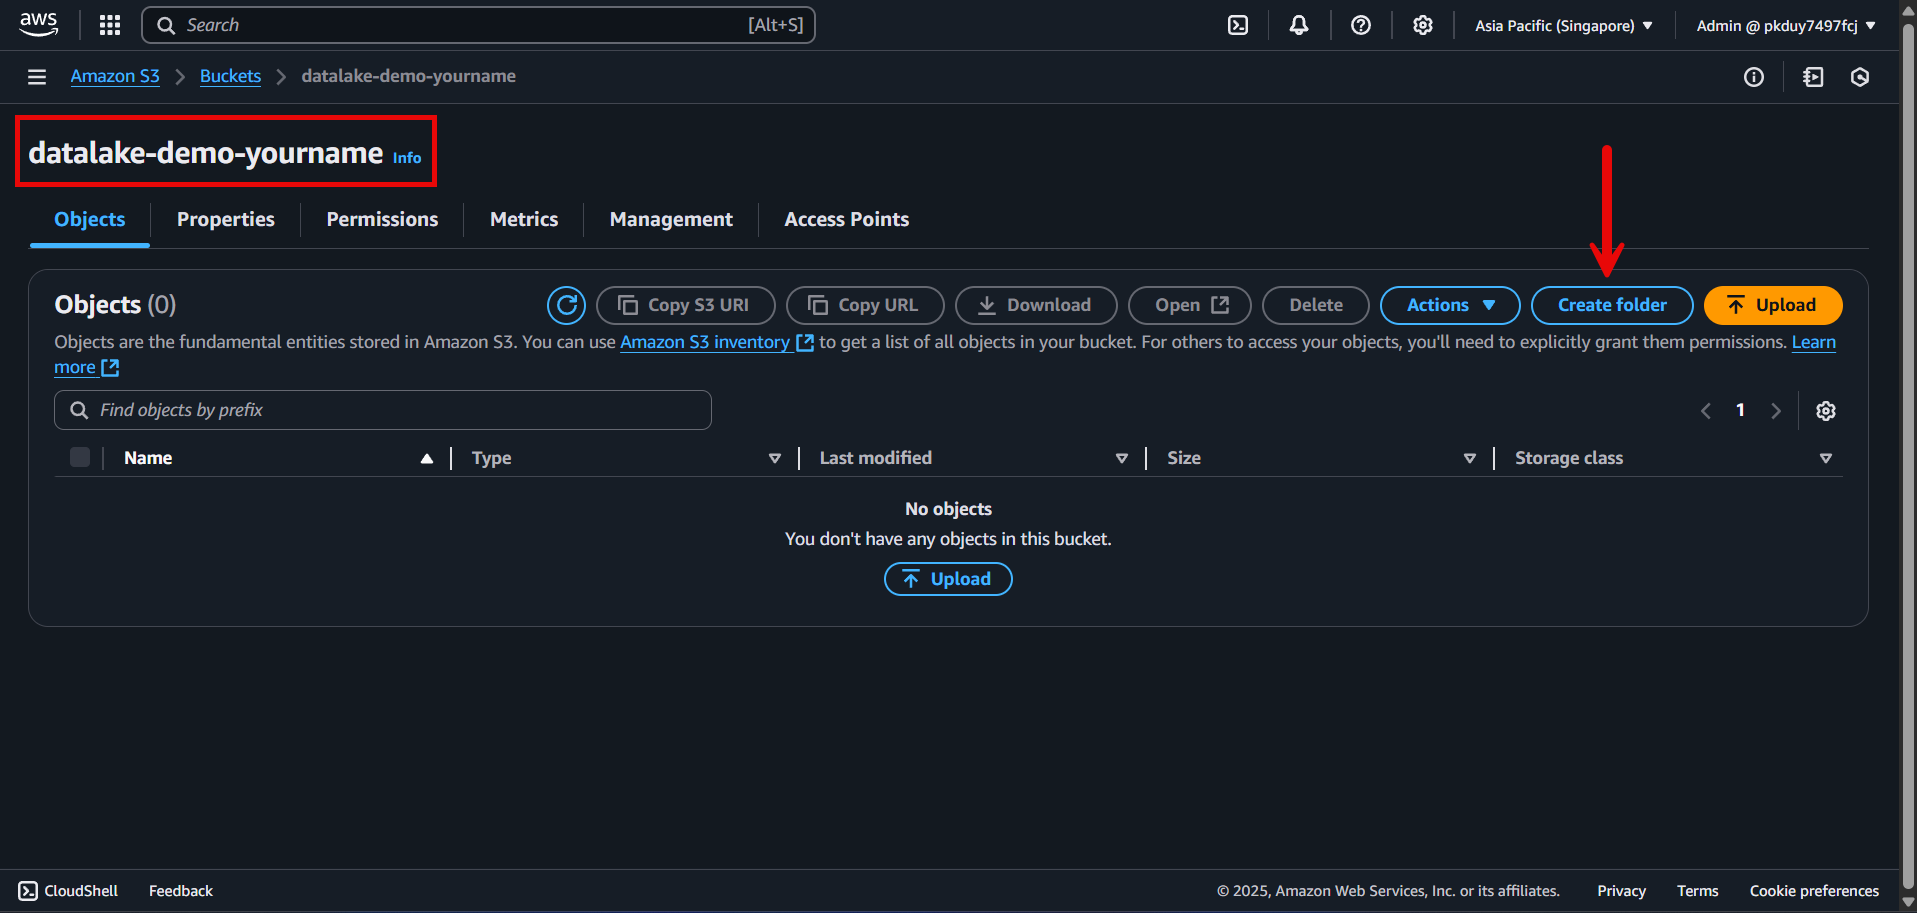 aws Search [Alt+S] Asia Pacific (Singapore) Admin @ pkduy7497fcj
Amazon S3 Buckets datalake-demo-yourname
datalake-demo-yourname Info
Objects Properties Permissions Metrics Management Access Points
Objects (0) Copy S3 URI Copy URL Download Open Delete Actions Create folder Upload
Objects are the fundamental entities stored in Amazon S3. You can use Amazon S3 inventory to get a list of all objects in your bucket. For others to access your objects, you'll need to explicitly grant them permissions. Learn
more
Find objects by prefix 1
Name Type Last modified Size Storage class
No objects
You don't have any objects in this bucket.
Upload
CloudShell Feedback © 2025, Amazon Web Services, Inc. or its affiliates. Privacy Terms Cookie preferences